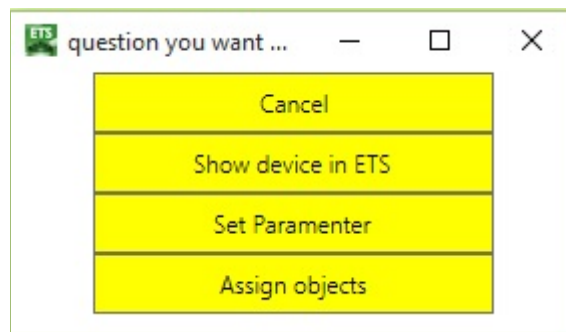 ETS question you want ...
Cancel
Show device in ETS
Set Paramenter
Assign objects